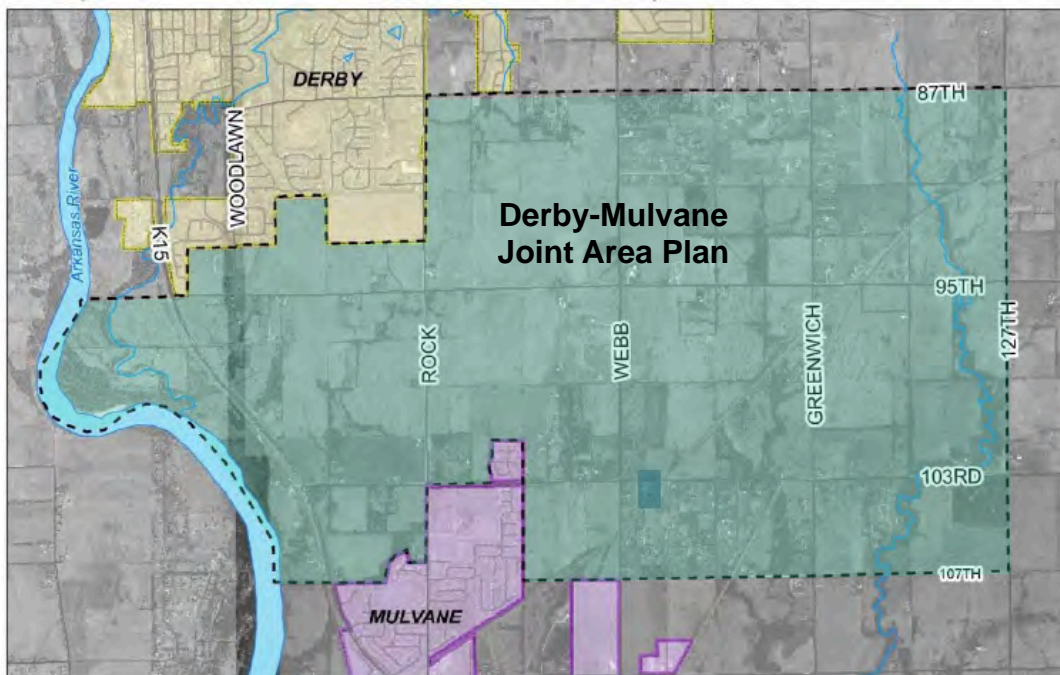 DERBY
87TH
WOODLAWN
Derby-Mulvane
Joint Area Plan
Arkansas River
K15
95TH
127TH
ROCK
WEBB
GREENWICH
103RD
107TH
MULVANE